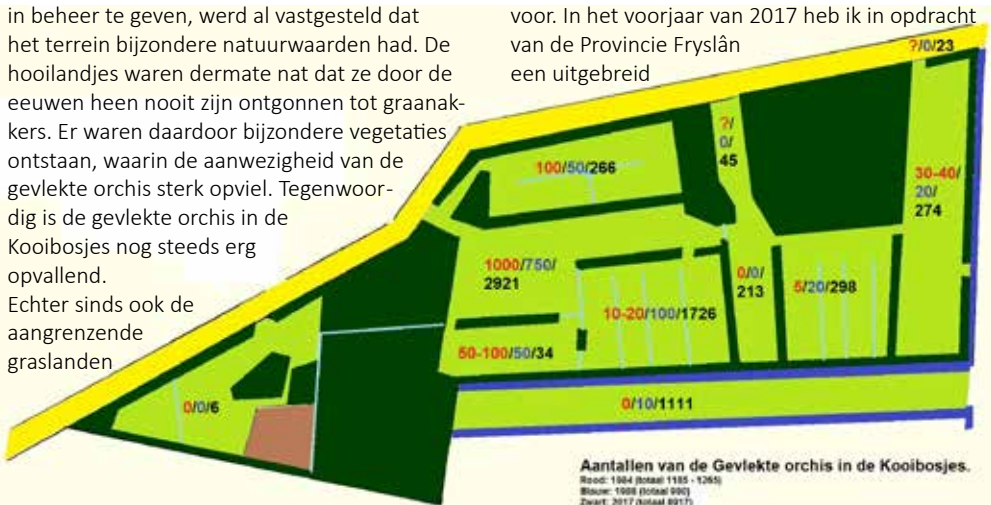 in beheer te geven, werd al vastgesteld dat
het terrein bijzondere natuurwaarden had. De
hooilandjes waren dermate nat dat ze door de
eeuwen heen nooit zijn ontgonnen tot graanak-
kers. Er waren daardoor bijzondere vegetaties
ontstaan, waarin de aanwezigheid van de
gevlekte orchis sterk opviel. Tegenwoor-
dig is de gevlekte orchis in de
Kooibosjes nog steeds erg
opvallend.
Echter sinds ook de
aangrenzende
graslanden
voor. In het voorjaar van 2017 heb ik in opdracht
van de Provincie Fryslân
een uitgebreid
?/0/23
?/
0/
45
100/50/266
30-40/
20/
274
1000/750/
2921
0/0/
213
5/20/298
10-20/100/1726
50-100/50/34
0/0/6
0/10/1111
Aantallen van de Gevlekte orchis in de Kooibosjes.
Rood: 1984 (totaal 1185 - 1265)
Blauw: 1988 (totaal 990)
Zwart: 2017 (totaal 8917)